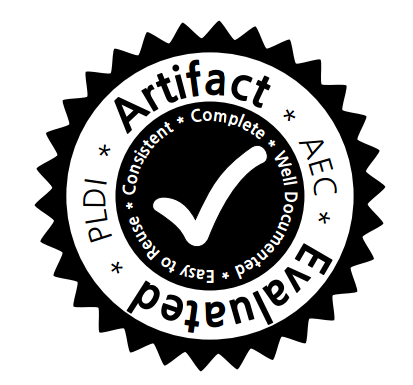 Artifact * AEC * Evaluated * PLDI *
Consistent * Complete * Well Documented * Easy to Reuse *